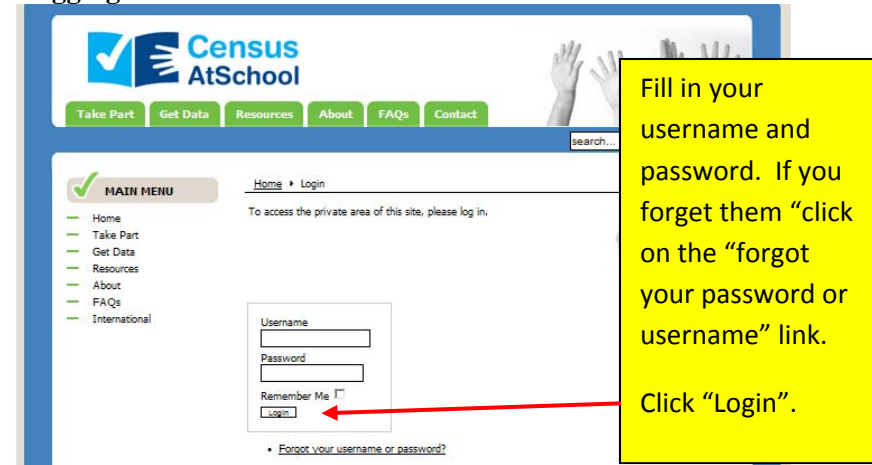 Census
AtSchool
Take Part Get Data Resources About FAQs Contact
search...
MAIN MENU
Home
Take Part
Get Data
Resources
About
FAQs
International
Home Login
To access the private area of this site, please log in.
Username
Password
Remember Me
Login
Forgot your username or password?
Fill in your
username and
password. If you
forget them “click
on the “forgot
your password or
username” link.
Click “Login”.